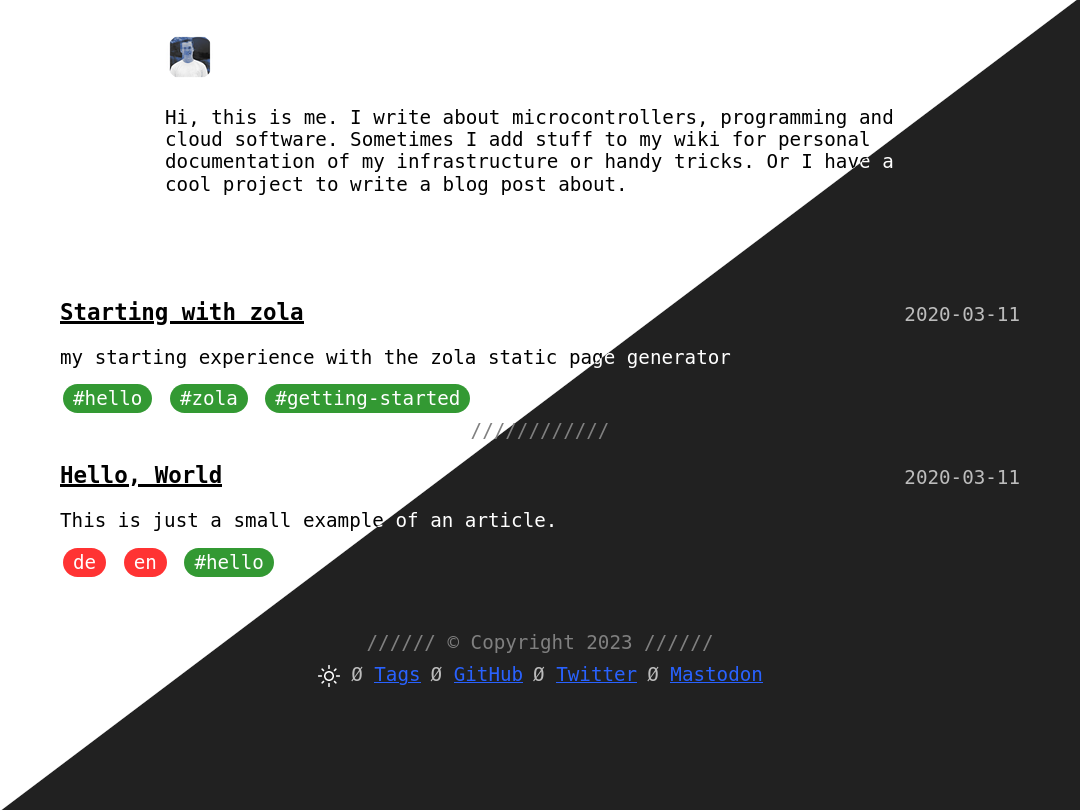 Hi, this is me. I write about microcontrollers, programming and
cloud software. Sometimes I add stuff to my wiki for personal
documentation of my infrastructure or handy tricks. Or I have a
cool project to write a blog post about.
Starting with zola 2020-03-11
my starting experience with the zola static page generator
#hello #zola #getting-started
////////////
Hello, World 2020-03-11
This is just a small example of an article.
de en #hello
////// © Copyright 2023 //////
Ø Tags Ø GitHub Ø Twitter Ø Mastodon